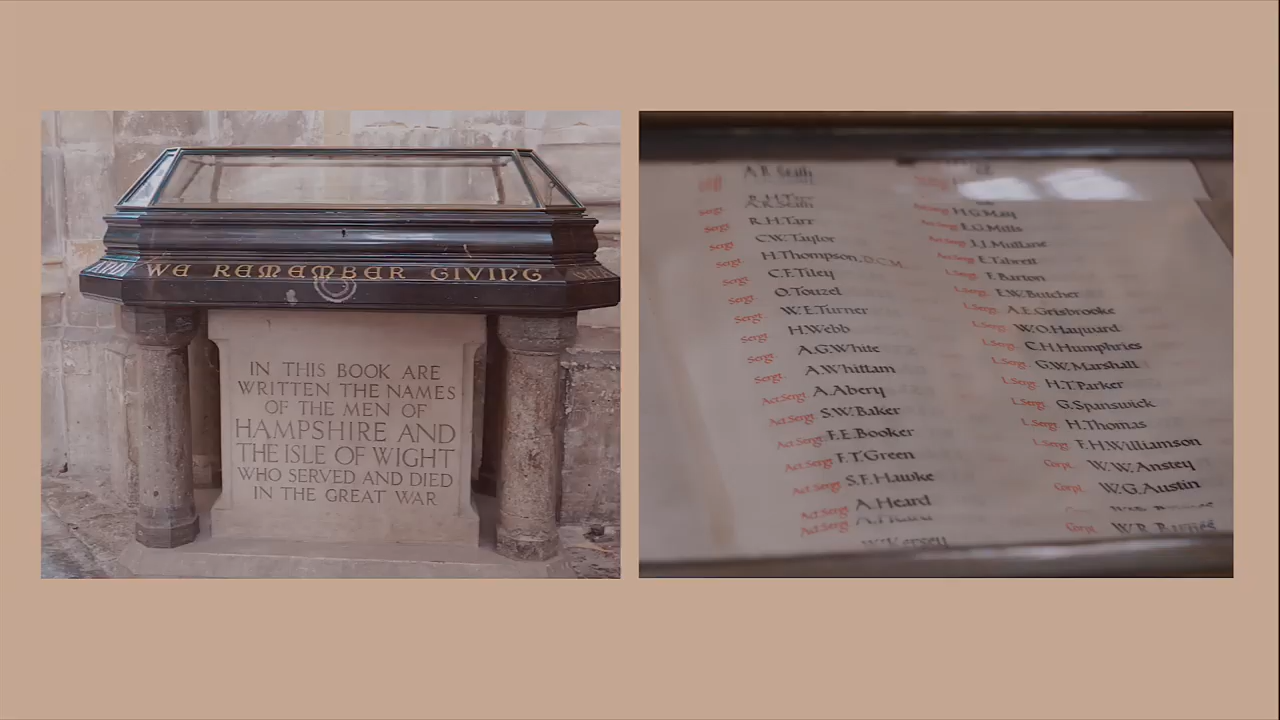 WE REMEMBER GIVING
IN THIS BOOK ARE
WRITTEN THE NAMES
OF THE MEN OF
HAMPSHIRE AND
THE ISLE OF WIGHT
WHO SERVED AND DIED
IN THE GREAT WAR
Sergt. R.H.Tarr
Sergt. C.W.Taylor
Sergt. H.Thompson, D.C.M.
Sergt. C.F.Tiley
Sergt. O.Touzel
Sergt. W.E.Turner
Sergt. H.Webb
Sergt. A.G.White
Sergt. A.Whittam
Act.Sergt. A.Abery
Act.Sergt. S.W.Baker
Act.Sergt. F.E.Booker
Act.Sergt. F.T.Green
Act.Sergt. S.F.Hawke
Act.Sergt. A.Heard
W.Kersey
H.G.May
E.G.Mills
J.J.Mullane
E.Tibrett
L.Sergt. F.Barton
L.Sergt. E.W.Butcher
L.Sergt. A.E.Grisbrooke
L.Sergt. W.O.Hayward
L.Sergt. C.H.Humphries
L.Sergt. G.W.Marshall
L.Sergt. H.T.Parker
L.Sergt. G.Spanswick
L.Sergt. H.Thomas
L.Sergt. F.H.Williamson
Corpl. W.W.Anstey
Corpl. W.G.Austin
Corpl. W.R.